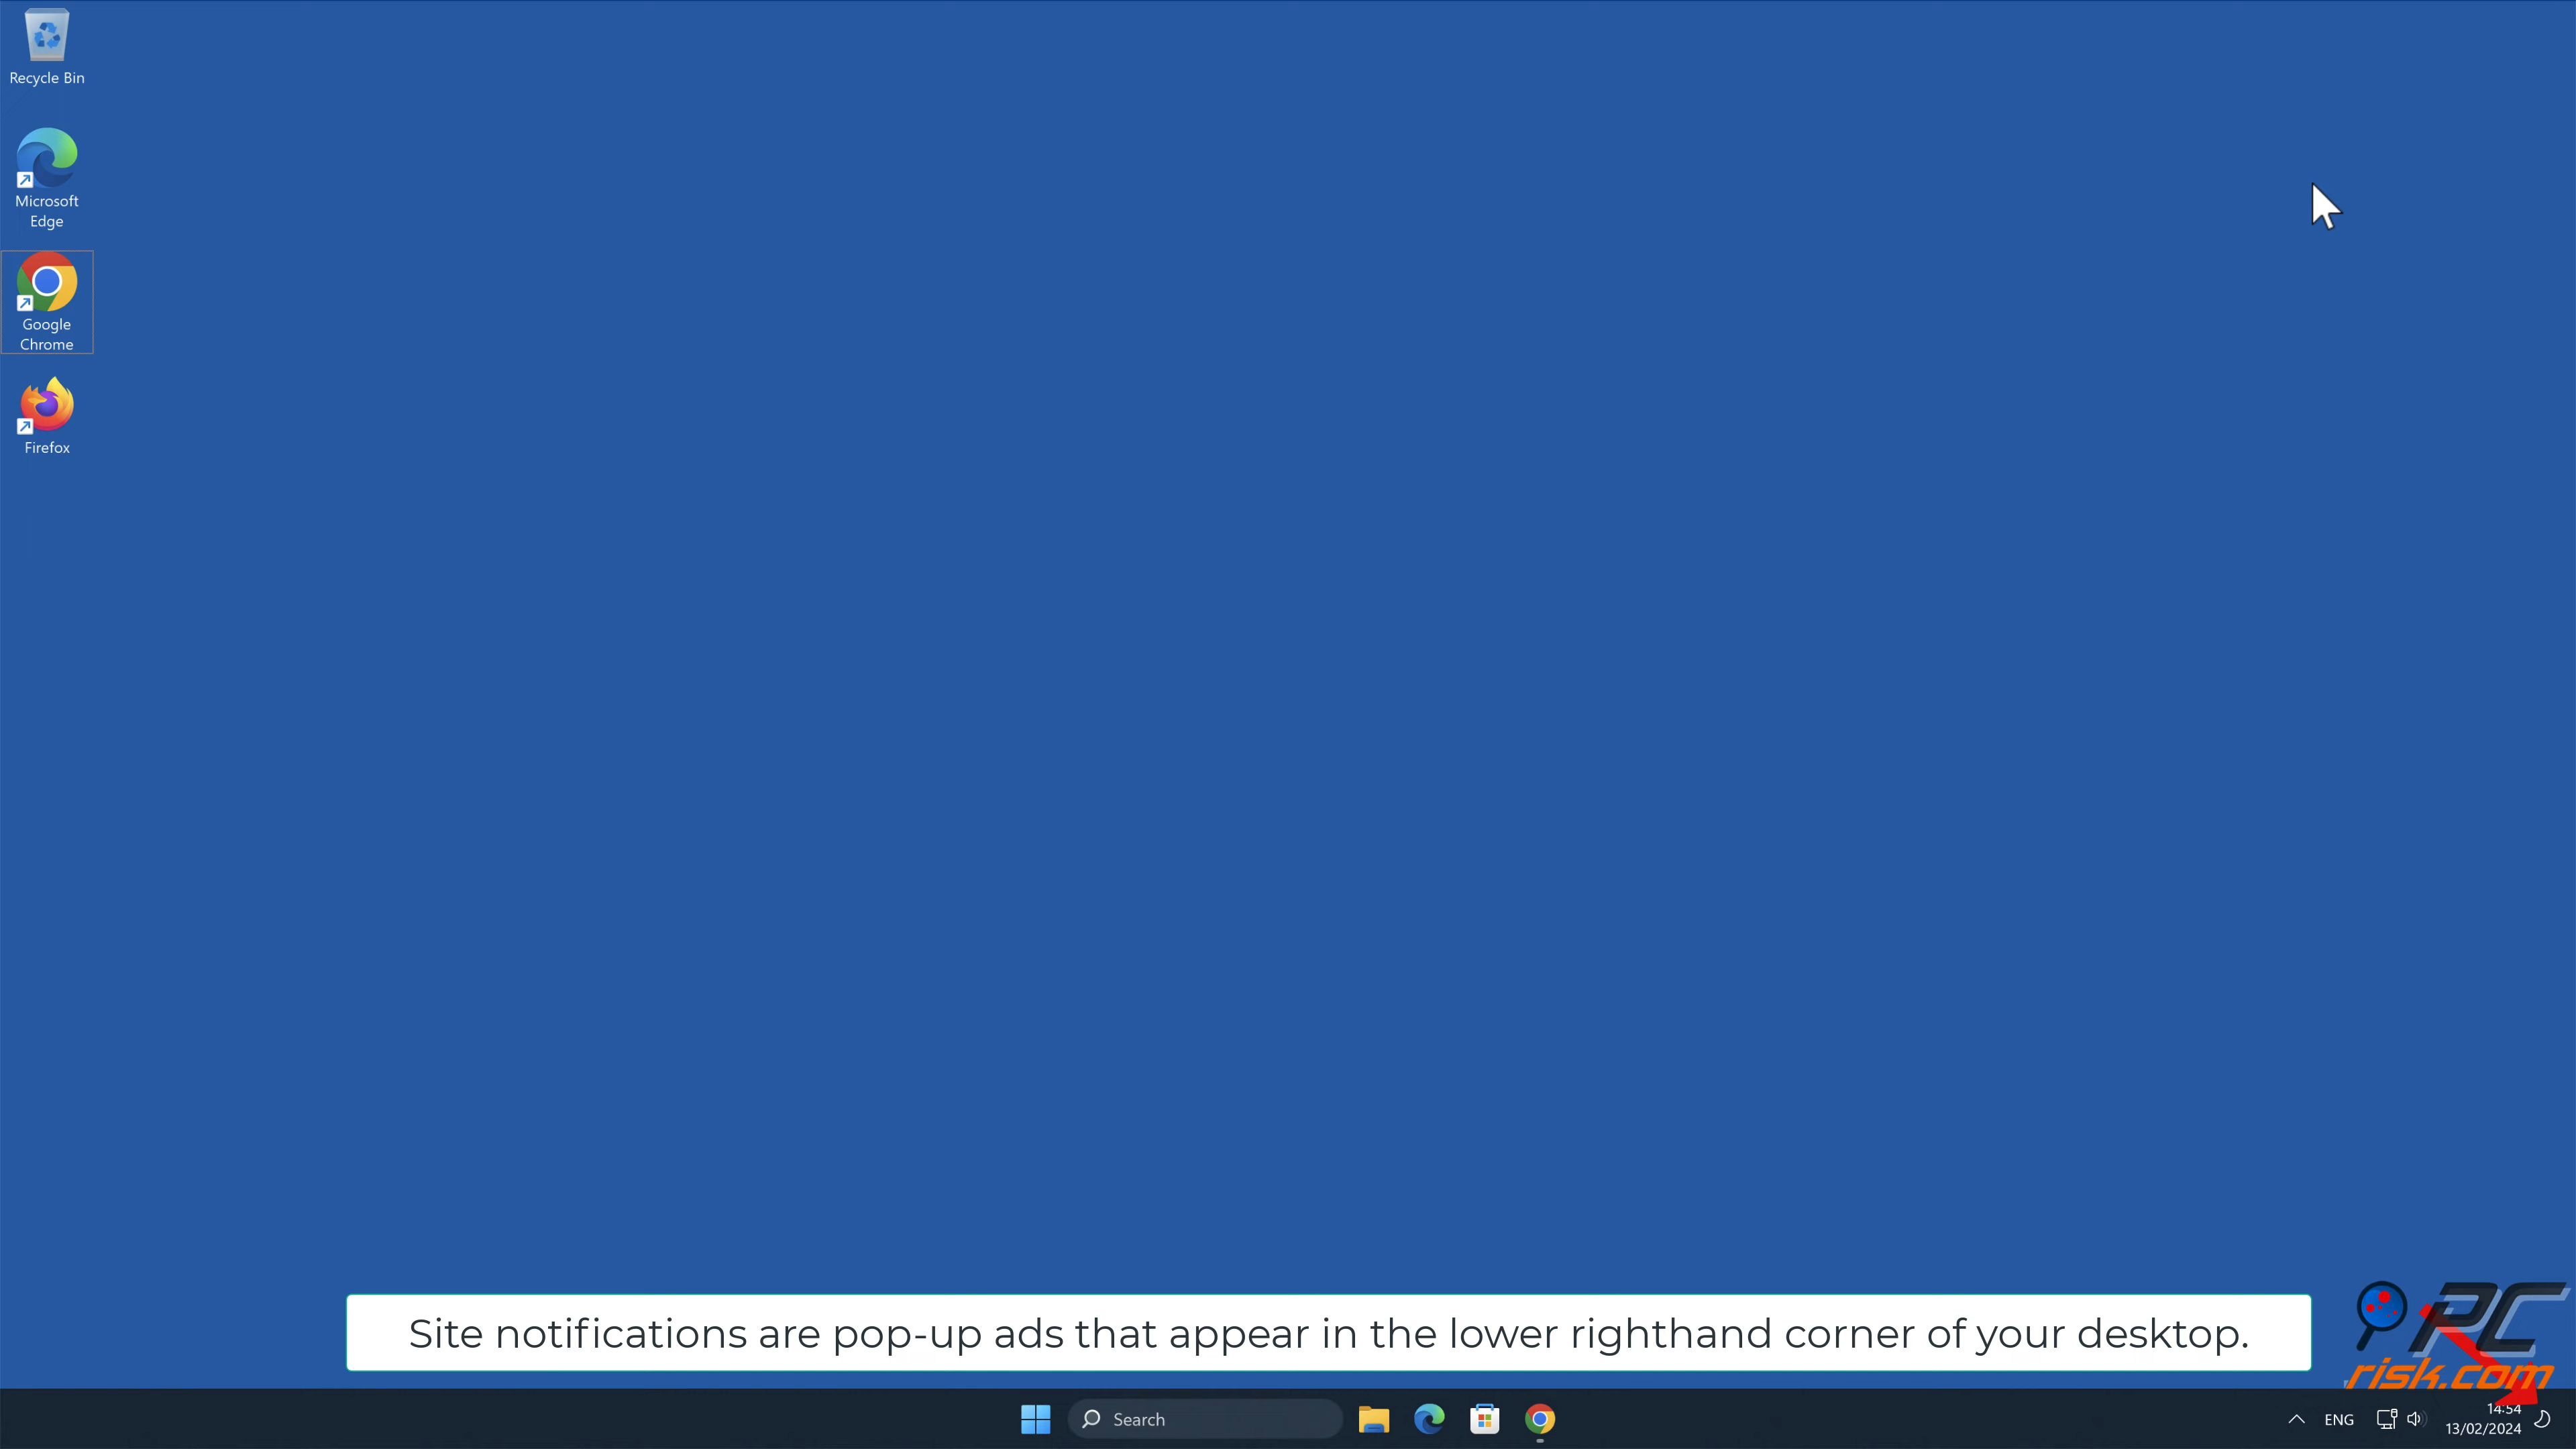 Recycle Bin
Microsoft
Edge
Google
Chrome
Firefox
Site notifications are pop-up ads that appear in the lower righthand corner of your desktop.
PC
risk.com
Search
ENG
14:54
13/02/2024